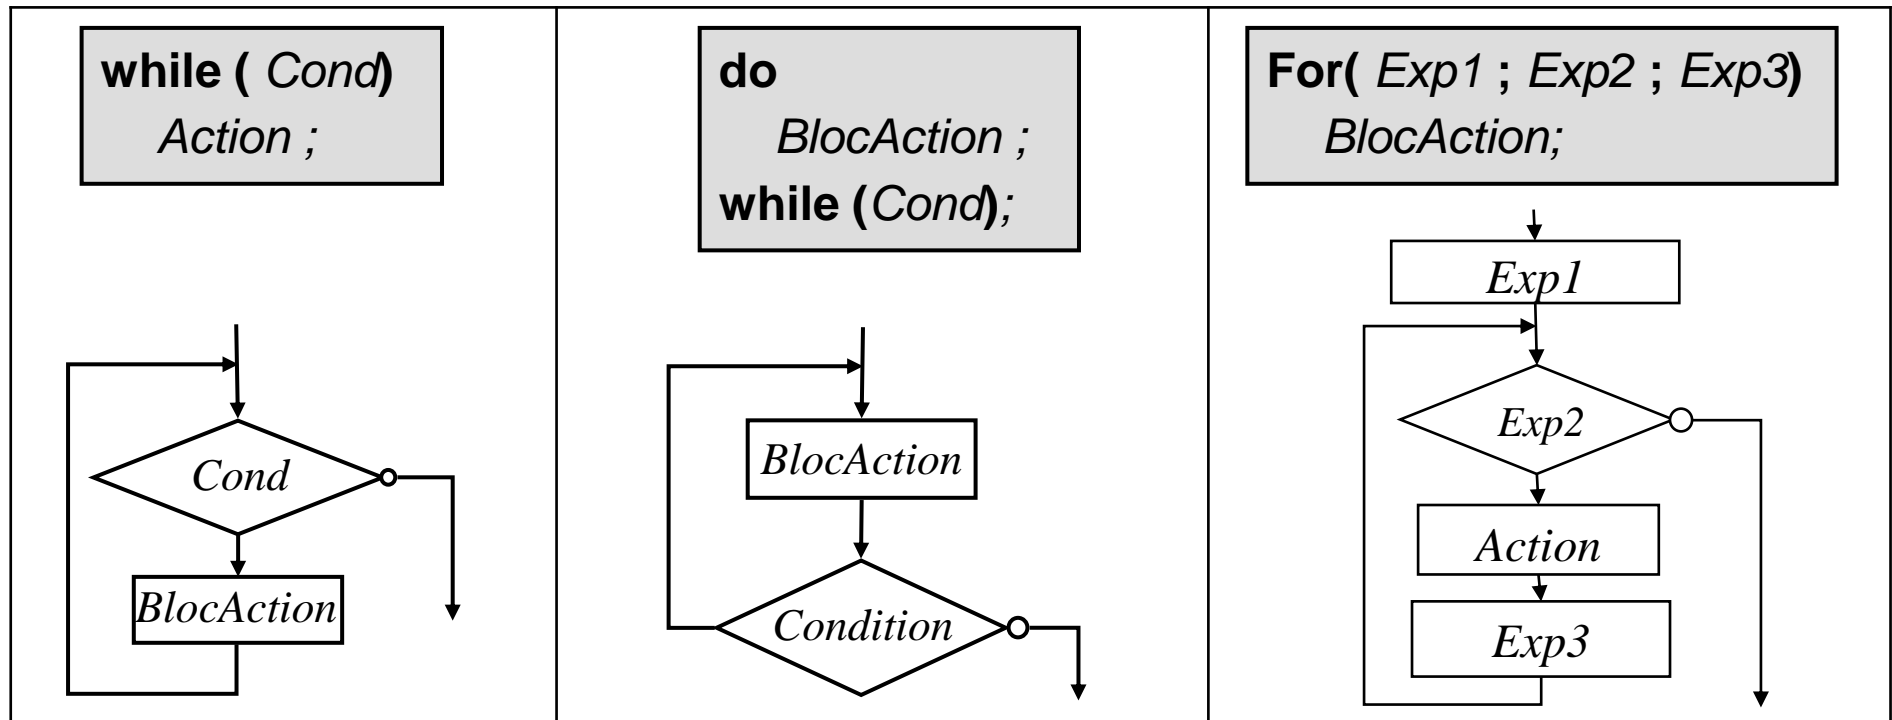 while ( Cond)
Action ;
Cond
BlocAction
do
BlocAction ;
while (Cond);
BlocAction
Condition
For( Exp1 ; Exp2 ; Exp3)
BlocAction;
Exp1
Exp2
Action
Exp3